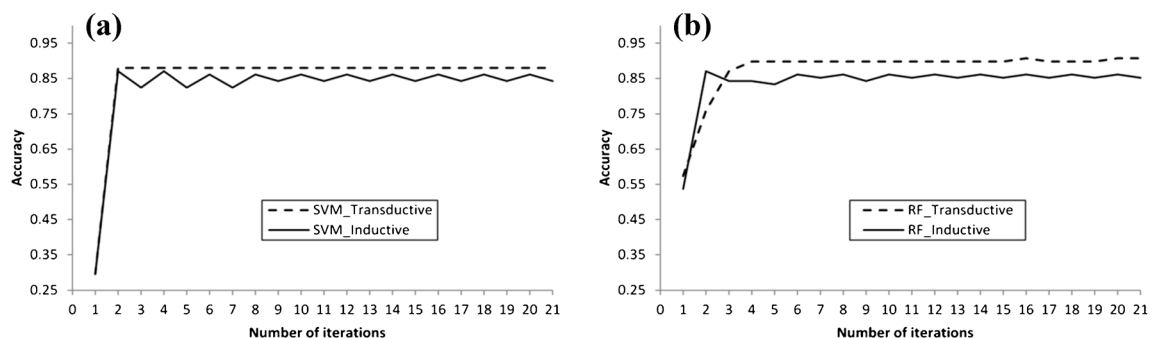 (a)
0.95
0.85
0.75
0.65
0.55
0.45
0.35
0.25
Accuracy
SVM_Transductive
SVM_Inductive
0 1 2 3 4 5 6 7 8 9 10 11 12 13 14 15 16 17 18 19 20 21
Number of iterations
(b)
0.95
0.85
0.75
0.65
0.55
0.45
0.35
0.25
Accuracy
RF_Transductive
RF_Inductive
0 1 2 3 4 5 6 7 8 9 10 11 12 13 14 15 16 17 18 19 20 21
Number of iterations